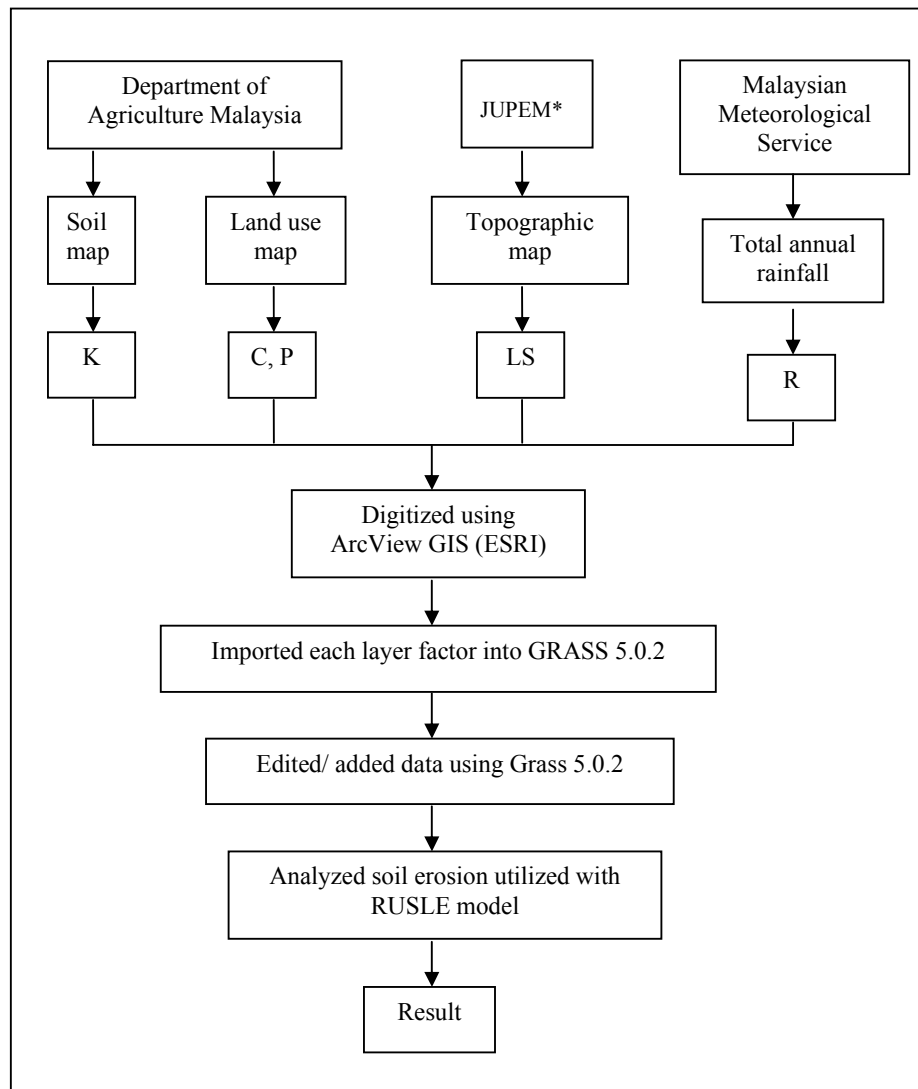 Department of
Agriculture Malaysia
JUPEM*
Malaysian
Meteorological
Service
Soil
map
Land use
map
Topographic
map
Total annual
rainfall
K
C, P
LS
R
Digitized using
ArcView GIS (ESRI)
Imported each layer factor into GRASS 5.0.2
Edited/ added data using Grass 5.0.2
Analyzed soil erosion utilized with
RUSLE model
Result